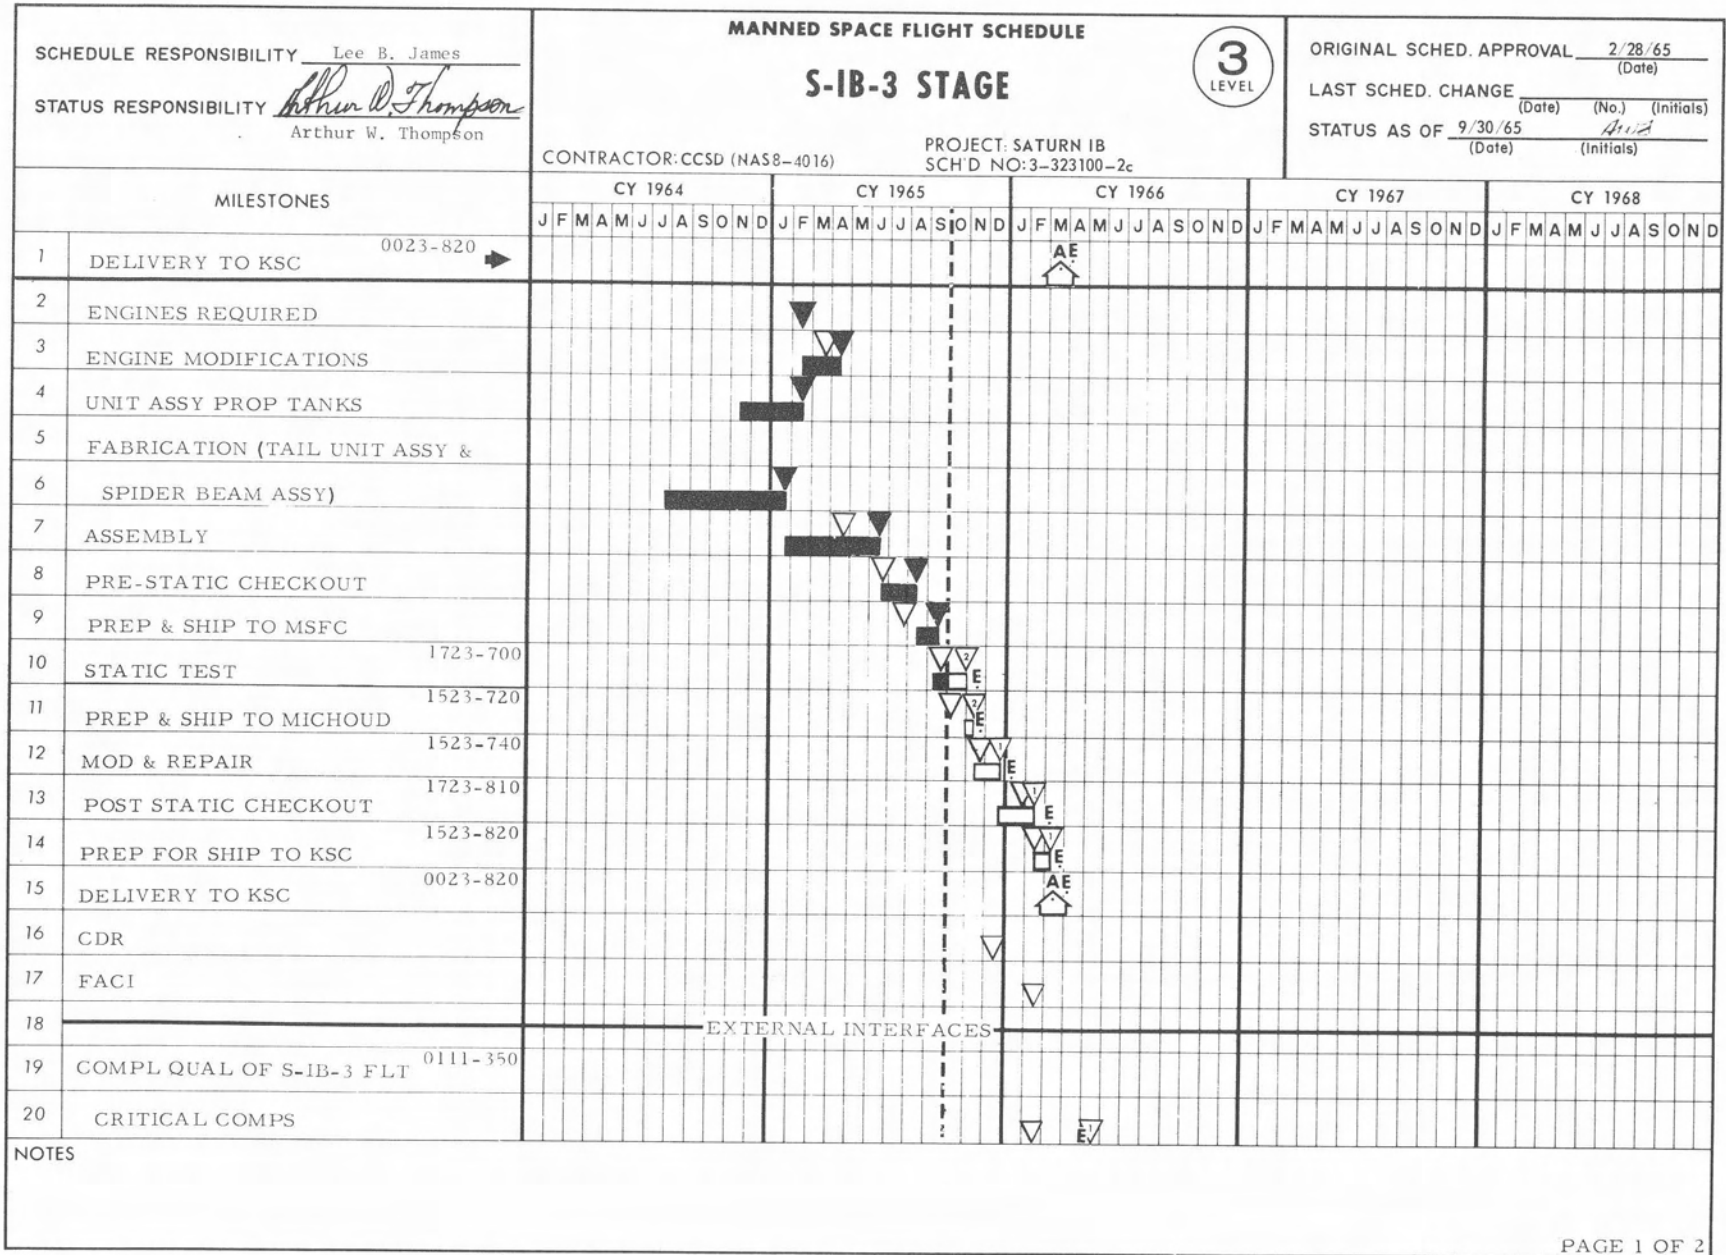 MANNED SPACE FLIGHT SCHEDULE
S-IB-3 STAGE
3
LEVEL
SCHEDULE RESPONSIBILITY Lee B. James
STATUS RESPONSIBILITY Arthur W. Thompson
Arthur W. Thompson
CONTRACTOR: CCSD (NAS8-4016)
PROJECT: SATURN IB
SCH'D NO: 3-323100-2c
ORIGINAL SCHED. APPROVAL 2/28/65
(Date)
LAST SCHED. CHANGE
(Date) (No.) (Initials)
STATUS AS OF 9/30/65
(Date) (Initials)
MILESTONES
CY 1964 CY 1965 CY 1966 CY 1967 CY 1968
J F M A M J J A S O N D J F M A M J J A S O N D J F M A M J J A S O N D J F M A M J J A S O N D J F M A M J J A S O N D
1 DELIVERY TO KSC 0023-820 AE
2 ENGINES REQUIRED
3 ENGINE MODIFICATIONS
4 UNIT ASSY PROP TANKS
5 FABRICATION (TAIL UNIT ASSY &
6 SPIDER BEAM ASSY)
7 ASSEMBLY
8 PRE-STATIC CHECKOUT
9 PREP & SHIP TO MSFC
10 STATIC TEST 1723-700 2 E
11 PREP & SHIP TO MICHOUD 1523-720 2 E
12 MOD & REPAIR 1523-740 1 E
13 POST STATIC CHECKOUT 1723-810 1 E
14 PREP FOR SHIP TO KSC 1523-820 1 E
15 DELIVERY TO KSC 0023-820 AE
16 CDR
17 FACI
18 EXTERNAL INTERFACES
19 COMPL QUAL OF S-IB-3 FLT 0111-350
20 CRITICAL COMPS E 1
NOTES
PAGE 1 OF 2